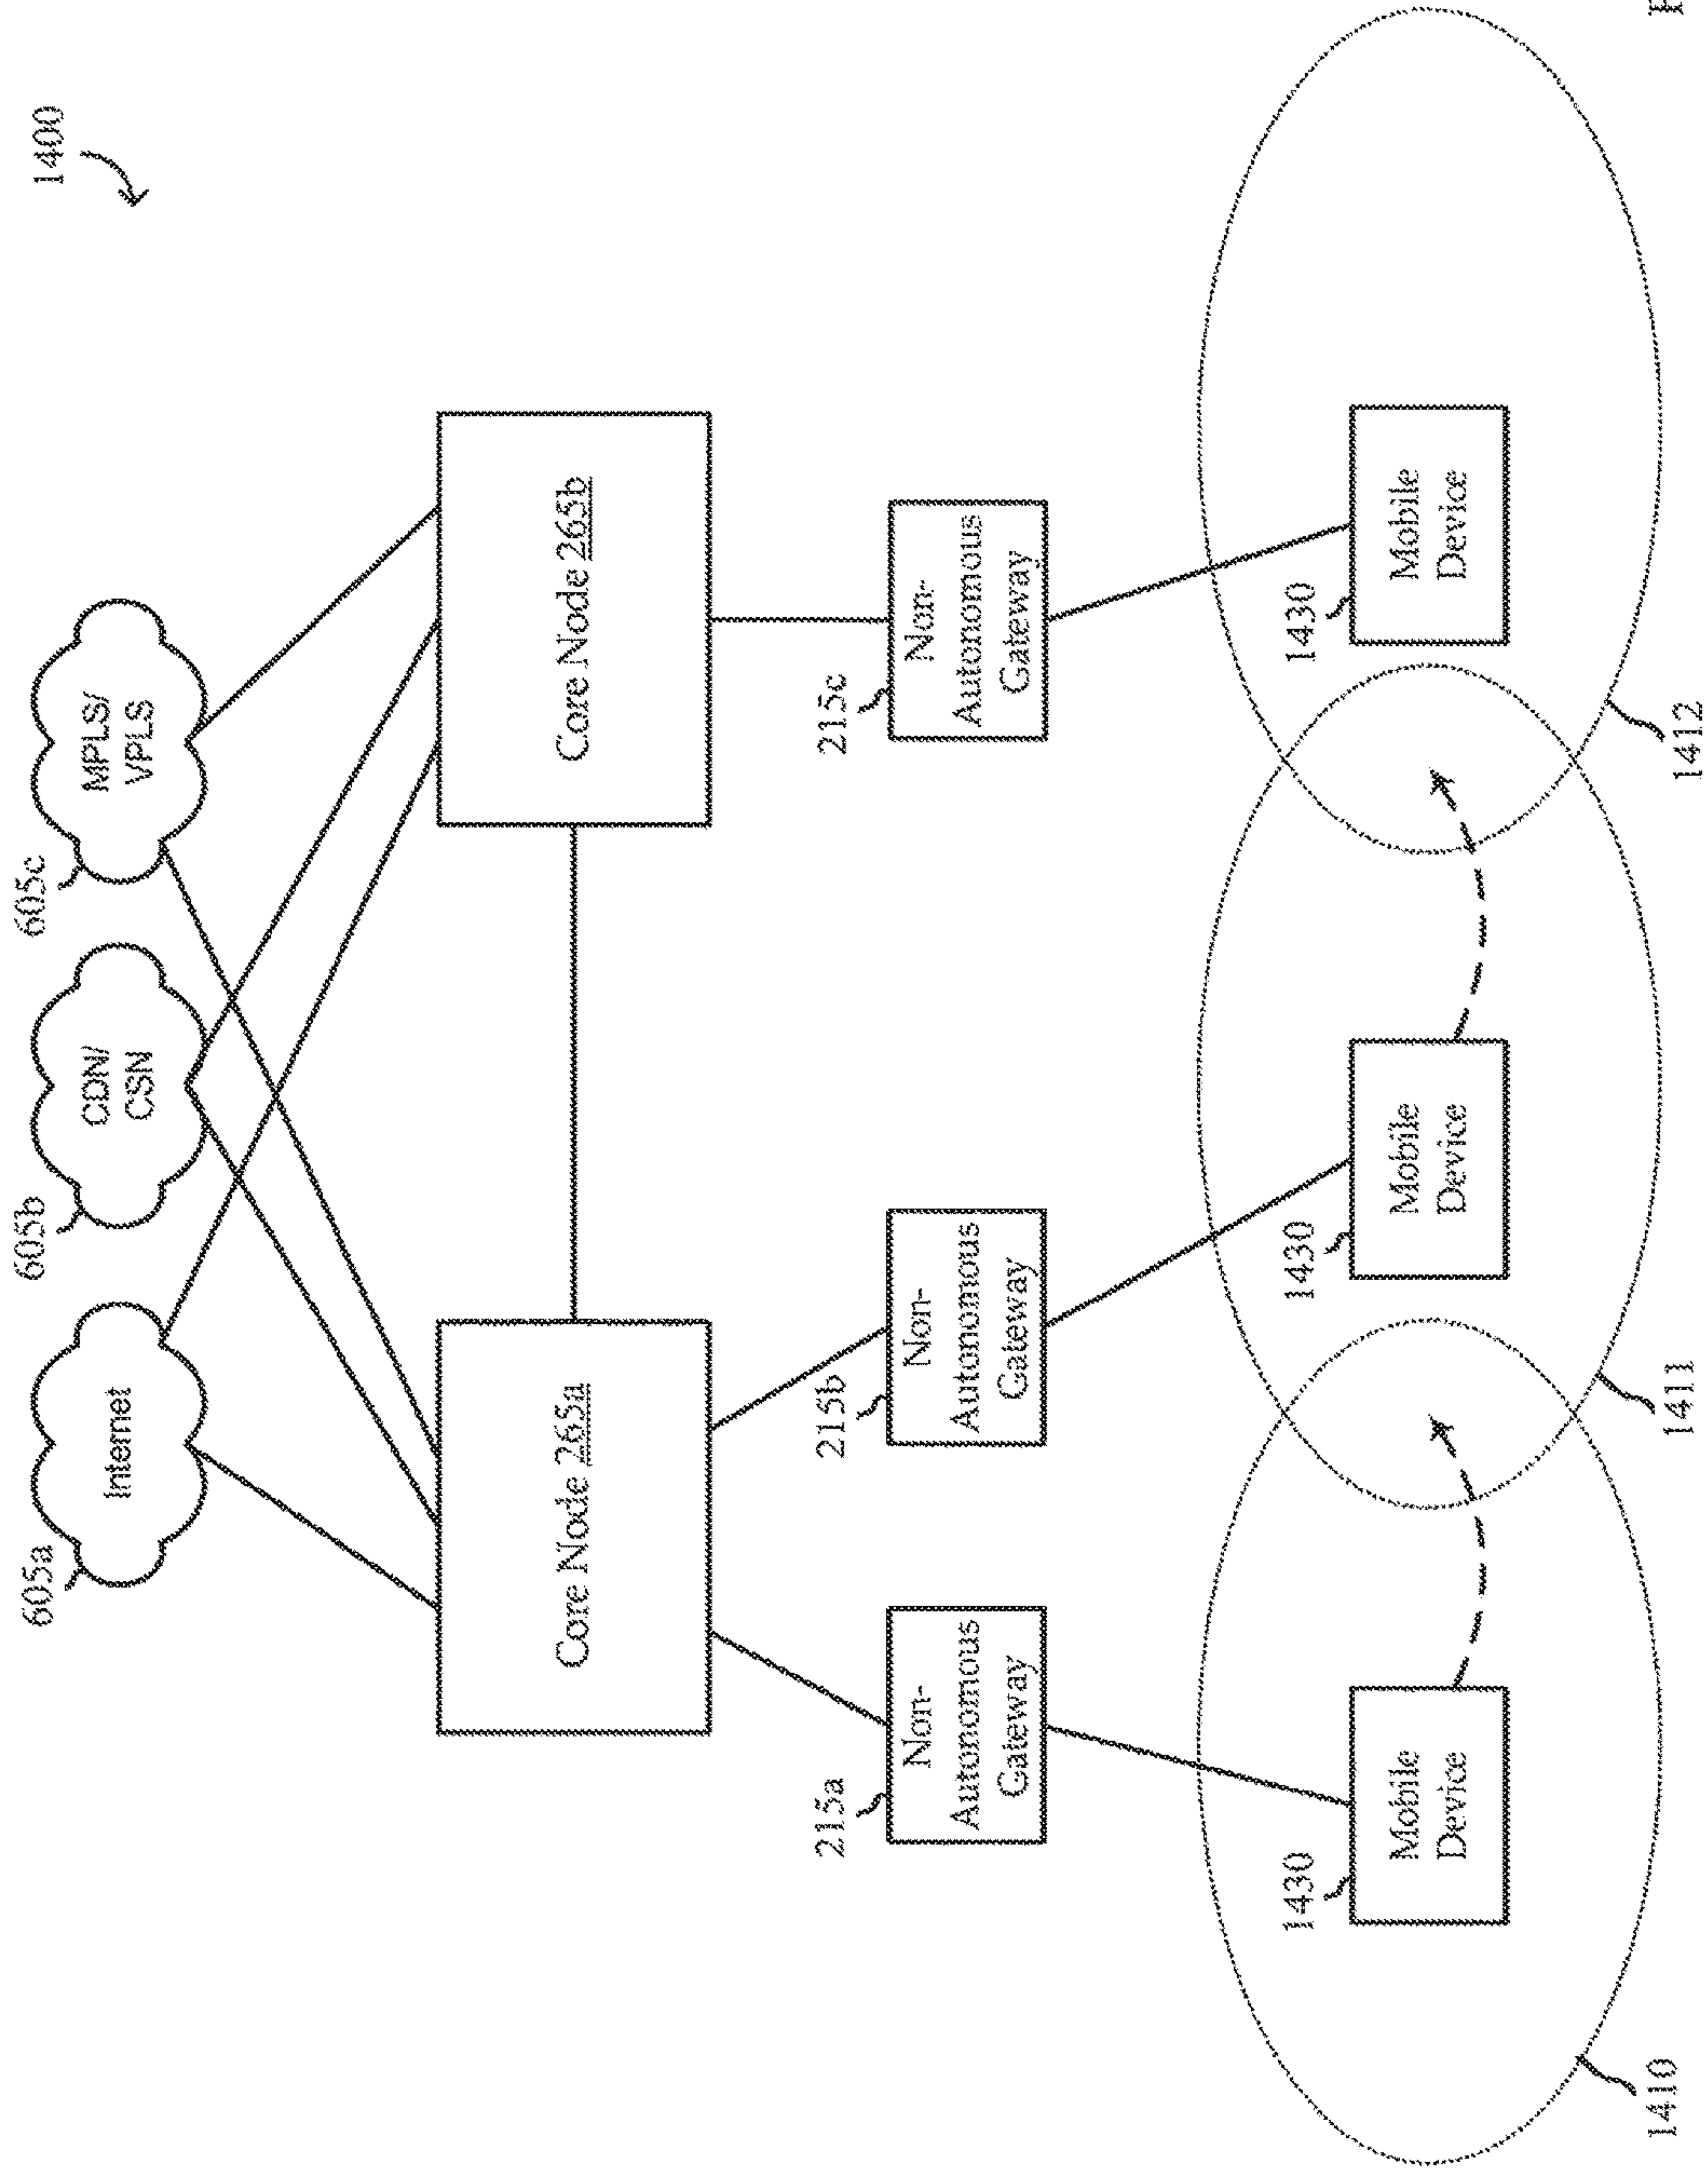 1400
605a
Internet
605b
CDN/
CSN
605c
MPLS/
VPLS
Core Node 265a
Core Node 265b
215a
Non-
Autonomous
Gateway
215b
Non-
Autonomous
Gateway
215c
Non-
Autonomous
Gateway
1430
Mobile
Device
1430
Mobile
Device
1430
Mobile
Device
1410
1411
1412